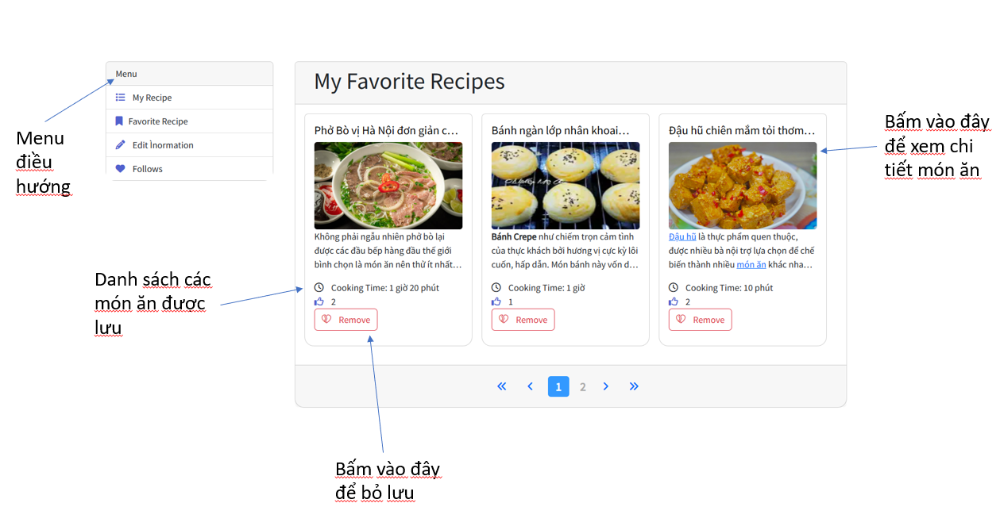 Menu
My Recipe
Favorite Recipe
Edit Ỉnormation
Follows
Menu
điều
hướng
My Favorite Recipes
Phở Bò vị Hà Nội đơn giản c...
Không phải ngẫu nhiên phở bò lại
được các đầu bếp hàng đầu thế giới
bình chọn là món ăn nên thử ít nhất...
Cooking Time: 1 giờ 20 phút
2
Remove
Bánh ngàn lớp nhân khoai...
Bánh Crepe như chiếm trọn cảm tình
của thực khách bởi hương vị cực kỳ lôi
cuốn, hấp dẫn. Món bánh này vốn d...
Cooking Time: 1 giờ
1
Remove
Đậu hũ chiên mắm tỏi thơm...
Đậu hũ là thực phẩm quen thuộc,
được nhiều bà nội trợ lựa chọn để chế
biến thành nhiều món ăn khác nha...
Cooking Time: 10 phút
2
Remove
« ‹ 1 2 › »
Bấm vào đây
để xem chi
tiết món ăn
Danh sách các
món ăn được
lưu
Bấm vào đây
để bỏ lưu